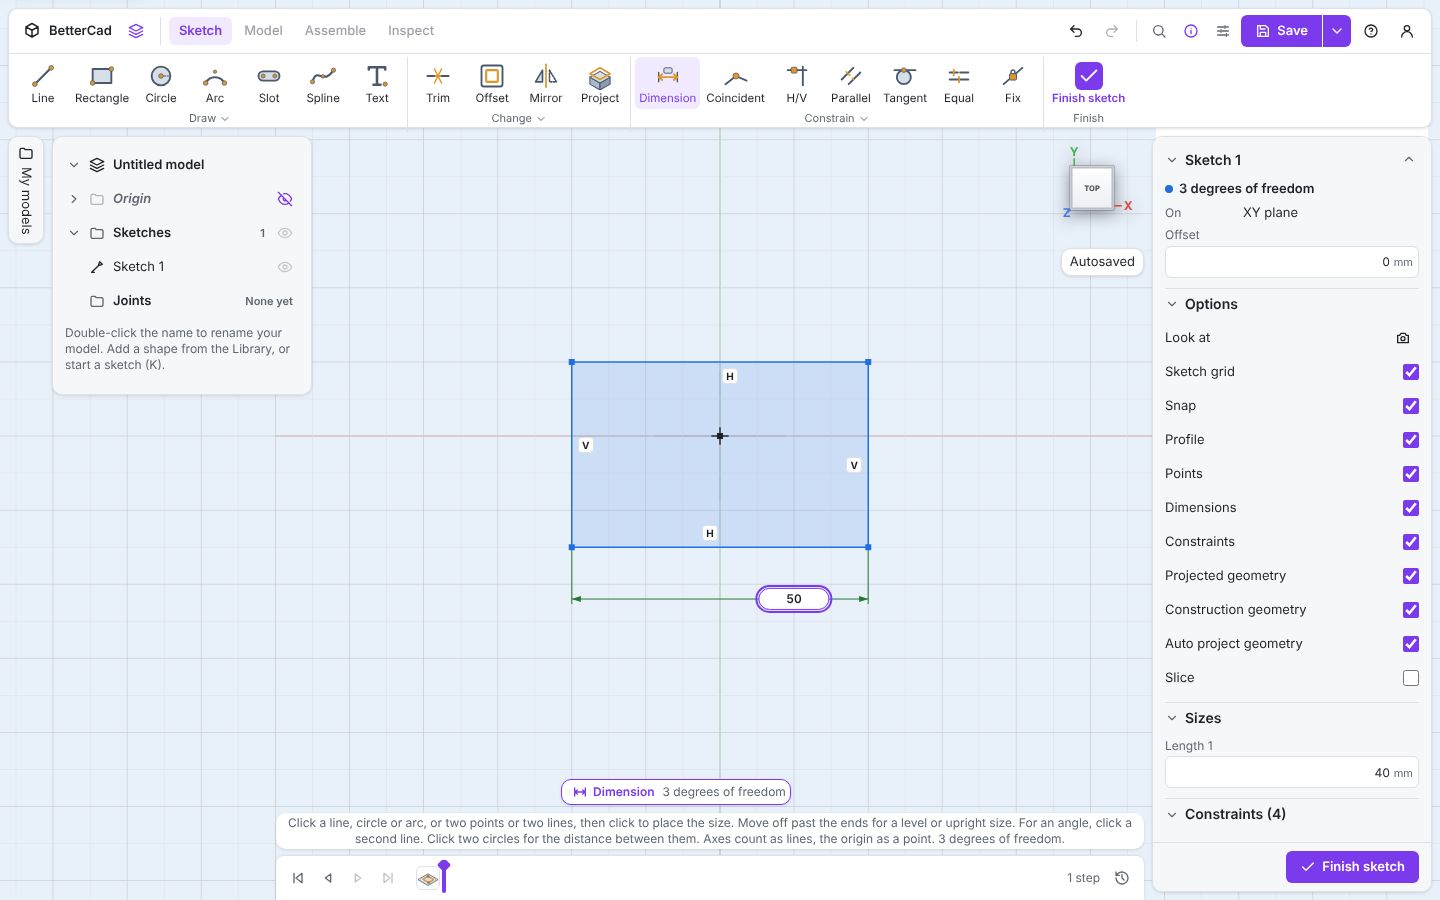 BetterCad
Sketch
Model
Assemble
Inspect
Save
Line
Rectangle
Circle
Arc
Slot
Spline
Text
Draw
Trim
Offset
Mirror
Project
Change
Dimension
Coincident
H/V
Parallel
Tangent
Equal
Fix
Constrain
Finish sketch
Finish
My models
Untitled model
Origin
Sketches 1
Sketch 1
Joints None yet
Double-click the name to rename your
model. Add a shape from the Library, or
start a sketch (K).
Y
TOP
Z
X
Autosaved
H
V
V
H
50
Dimension 3 degrees of freedom
Click a line, circle or arc, or two points or two lines, then click to place the size. Move off past the ends for a level or upright size. For an angle, click a
second line. Click two circles for the distance between them. Axes count as lines, the origin as a point. 3 degrees of freedom.
1 step
Sketch 1
3 degrees of freedom
On XY plane
Offset
0 mm
Options
Look at
Sketch grid
Snap
Profile
Points
Dimensions
Constraints
Projected geometry
Construction geometry
Auto project geometry
Slice
Sizes
Length 1
40 mm
Constraints (4)
Finish sketch